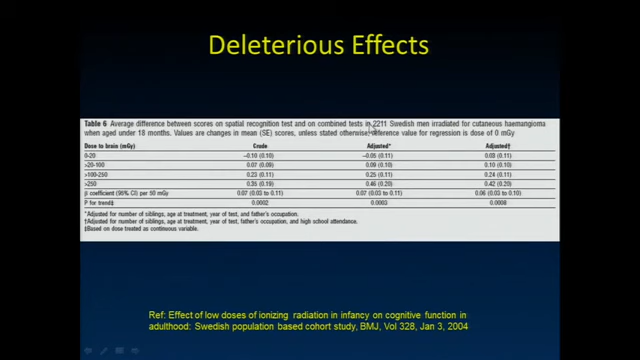 Deleterious Effects
Table 6 Average difference between scores on spatial recognition test and on combined tests in 2211 Swedish men irradiated for cutaneous haemangioma
when aged under 18 months. Values are changes in mean (SE) scores, unless stated otherwise; reference value for regression is dose of 0 mGy
Dose to brain (mGy) Crude Adjusted* Adjusted†
0-20 −0.10 (0.10) −0.05 (0.11) 0.03 (0.11)
>20-100 0.07 (0.09) 0.09 (0.10) 0.10 (0.10)
>100-250 0.23 (0.11) 0.25 (0.11) 0.24 (0.11)
>250 0.35 (0.19) 0.46 (0.20) 0.42 (0.20)
β coefficient (95% CI) per 50 mGy 0.07 (0.03 to 0.11) 0.07 (0.03 to 0.11) 0.06 (0.03 to 0.10)
P for trend‡ 0.0002 0.0003 0.0008
*Adjusted for number of siblings, age at treatment, year of test, and father's occupation.
†Adjusted for number of siblings, age at treatment, year of test, father's occupation, and high school attendance.
‡Based on dose treated as continuous variable.
Ref: Effect of low doses of ionizing radiation in infancy on cognitive function in
adulthood: Swedish population based cohort study, BMJ, Vol 328, Jan 3, 2004